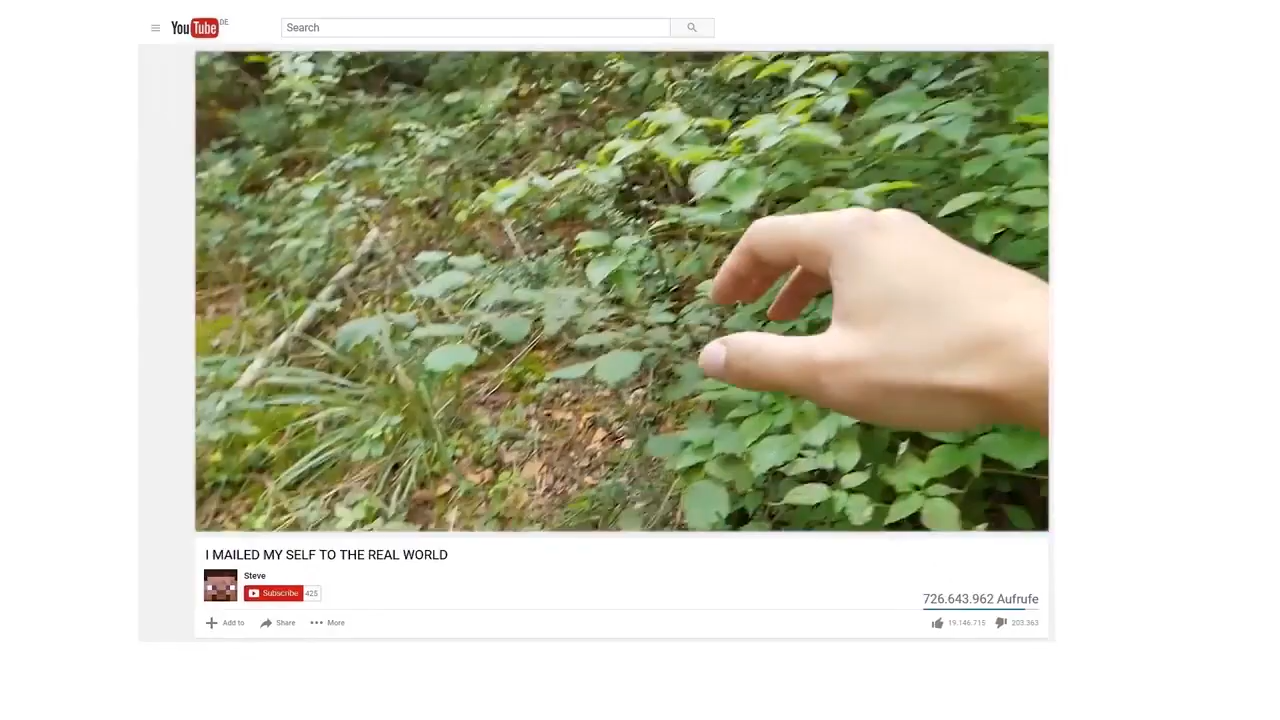 YouTube DE
Search
I MAILED MY SELF TO THE REAL WORLD
Steve
Subscribe 425
726.643.962 Aufrufe
Add to Share More
19.146.715 203.363